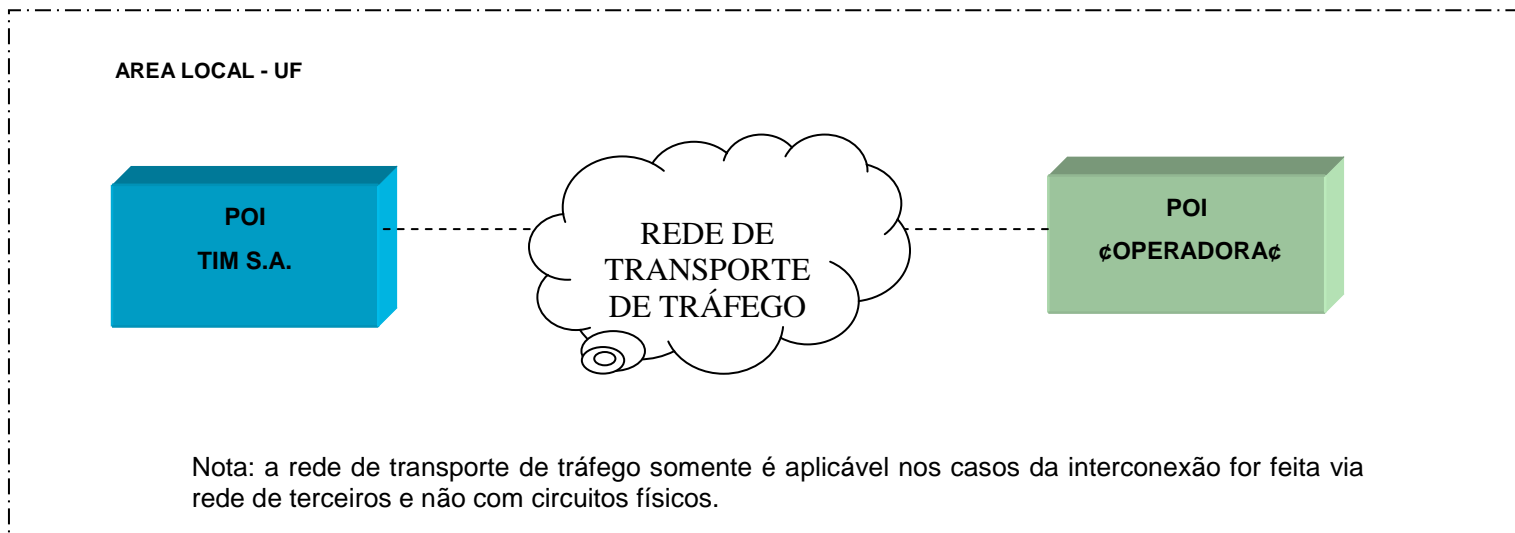 AREA LOCAL - UF
POI
TIM S.A.
REDE DE
TRANSPORTE
DE TRÁFEGO
POI
¢OPERADORA¢
Nota: a rede de transporte de tráfego somente é aplicável nos casos da interconexão for feita via
rede de terceiros e não com circuitos físicos.